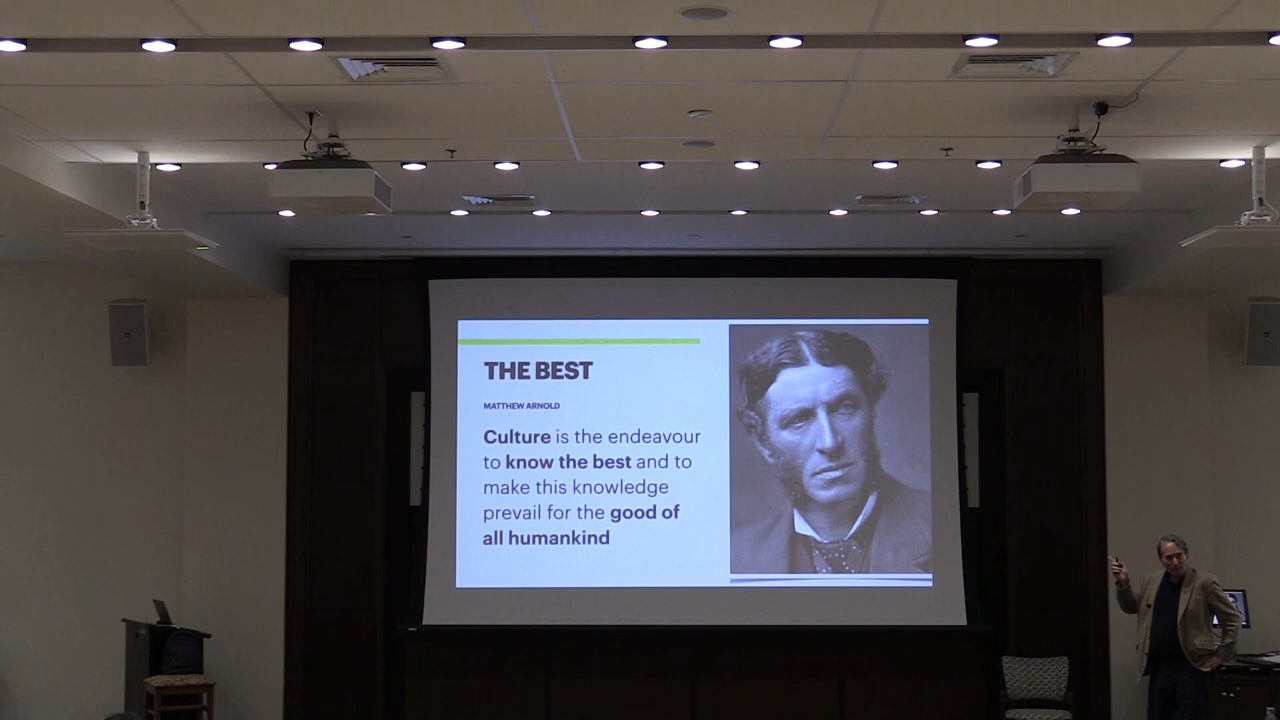 THE BEST
MATTHEW ARNOLD
Culture is the endeavour
to know the best and to
make this knowledge
prevail for the good of
all humankind